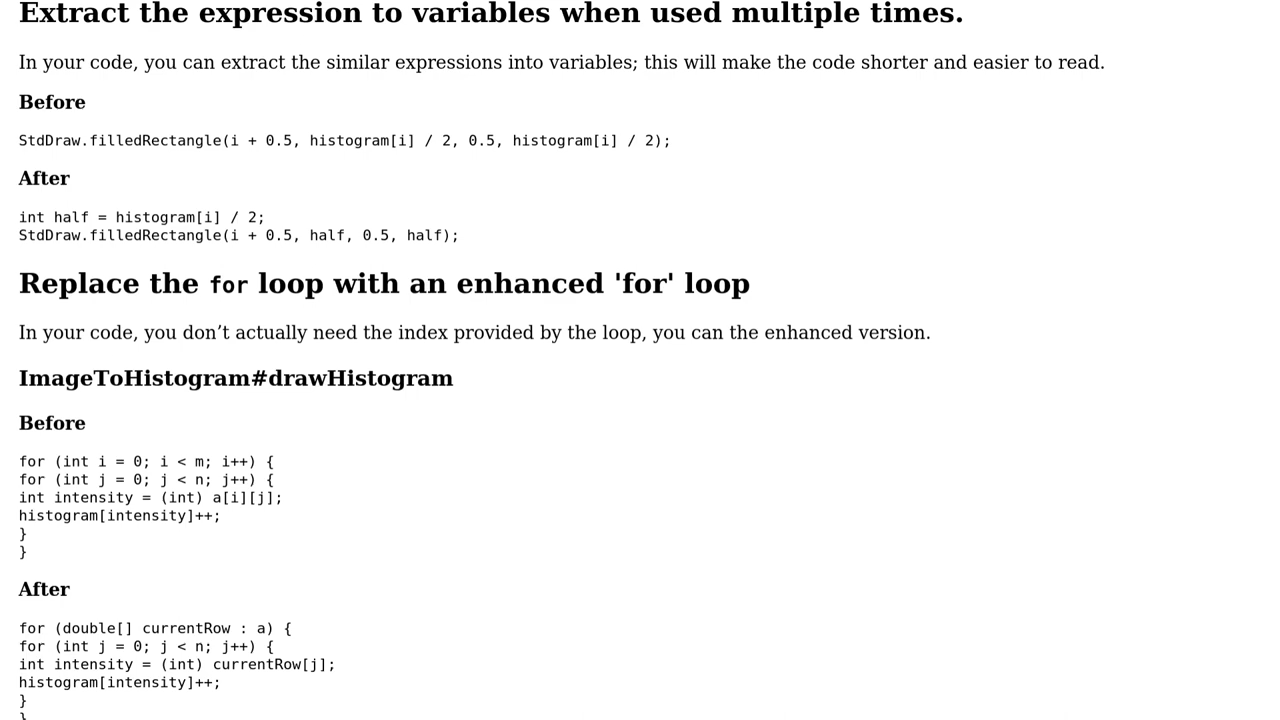 Extract the expression to variables when used multiple times.
In your code, you can extract the similar expressions into variables; this will make the code shorter and easier to read.
Before
StdDraw.filledRectangle(i + 0.5, histogram[i] / 2, 0.5, histogram[i] / 2);
After
int half = histogram[i] / 2;
StdDraw.filledRectangle(i + 0.5, half, 0.5, half);
Replace the for loop with an enhanced 'for' loop
In your code, you don’t actually need the index provided by the loop, you can the enhanced version.
ImageToHistogram#drawHistogram
Before
for (int i = 0; i < m; i++) {
for (int j = 0; j < n; j++) {
int intensity = (int) a[i][j];
histogram[intensity]++;
}
}
After
for (double[] currentRow : a) {
for (int j = 0; j < n; j++) {
int intensity = (int) currentRow[j];
histogram[intensity]++;
}
}